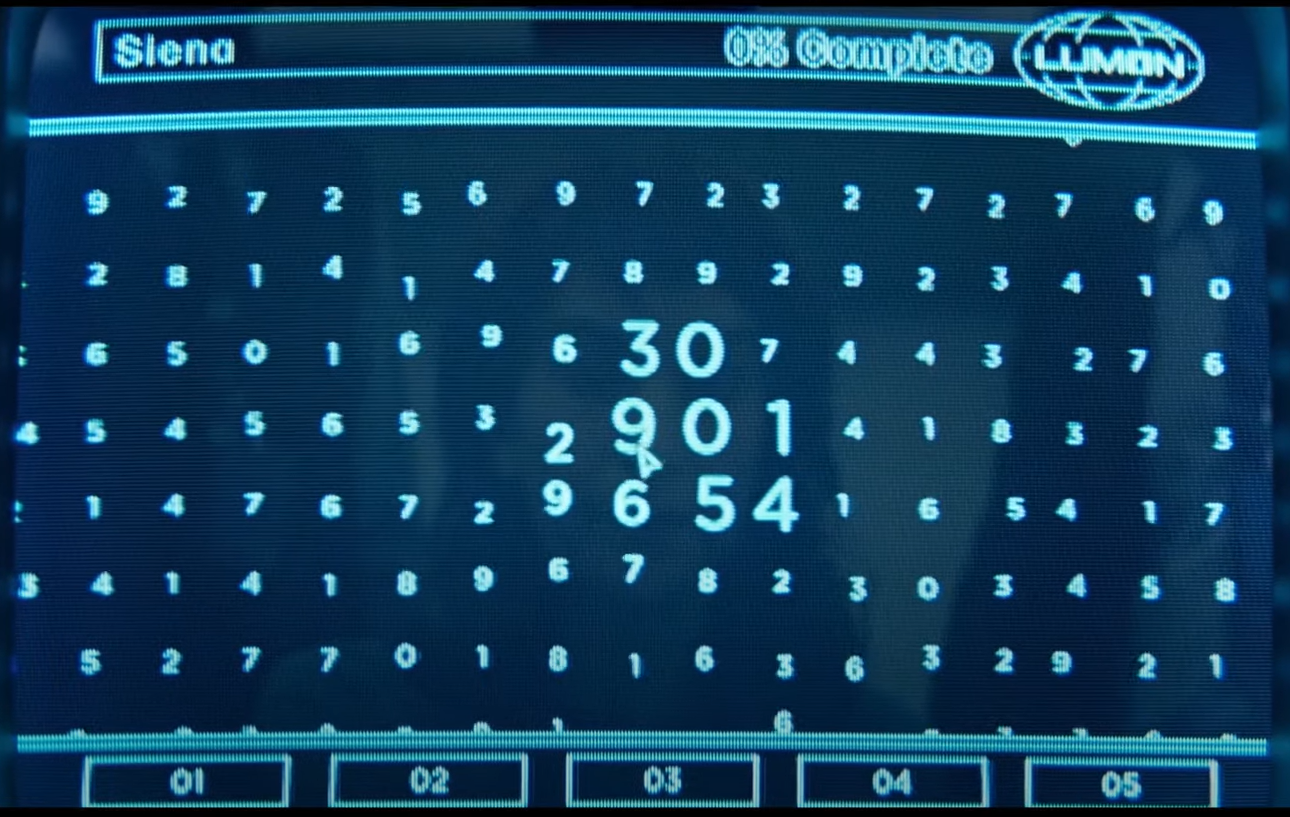 Siena 0% Complete LUMON
9 2 7 2 5 6 9 7 2 3 2 7 2 7 6 9
2 8 1 4 1 4 7 8 9 2 9 2 3 4 1 0
6 5 0 1 6 9 6 3 0 7 4 4 3 2 7 6
4 5 4 5 6 5 3 2 9 0 1 4 1 8 3 2 3
1 4 7 6 7 2 9 6 5 4 1 6 5 4 1 7
3 4 1 4 1 8 9 6 7 8 2 3 0 3 4 5 8
5 2 7 7 0 1 8 1 6 3 6 3 2 9 2 1
6
01 02 03 04 05